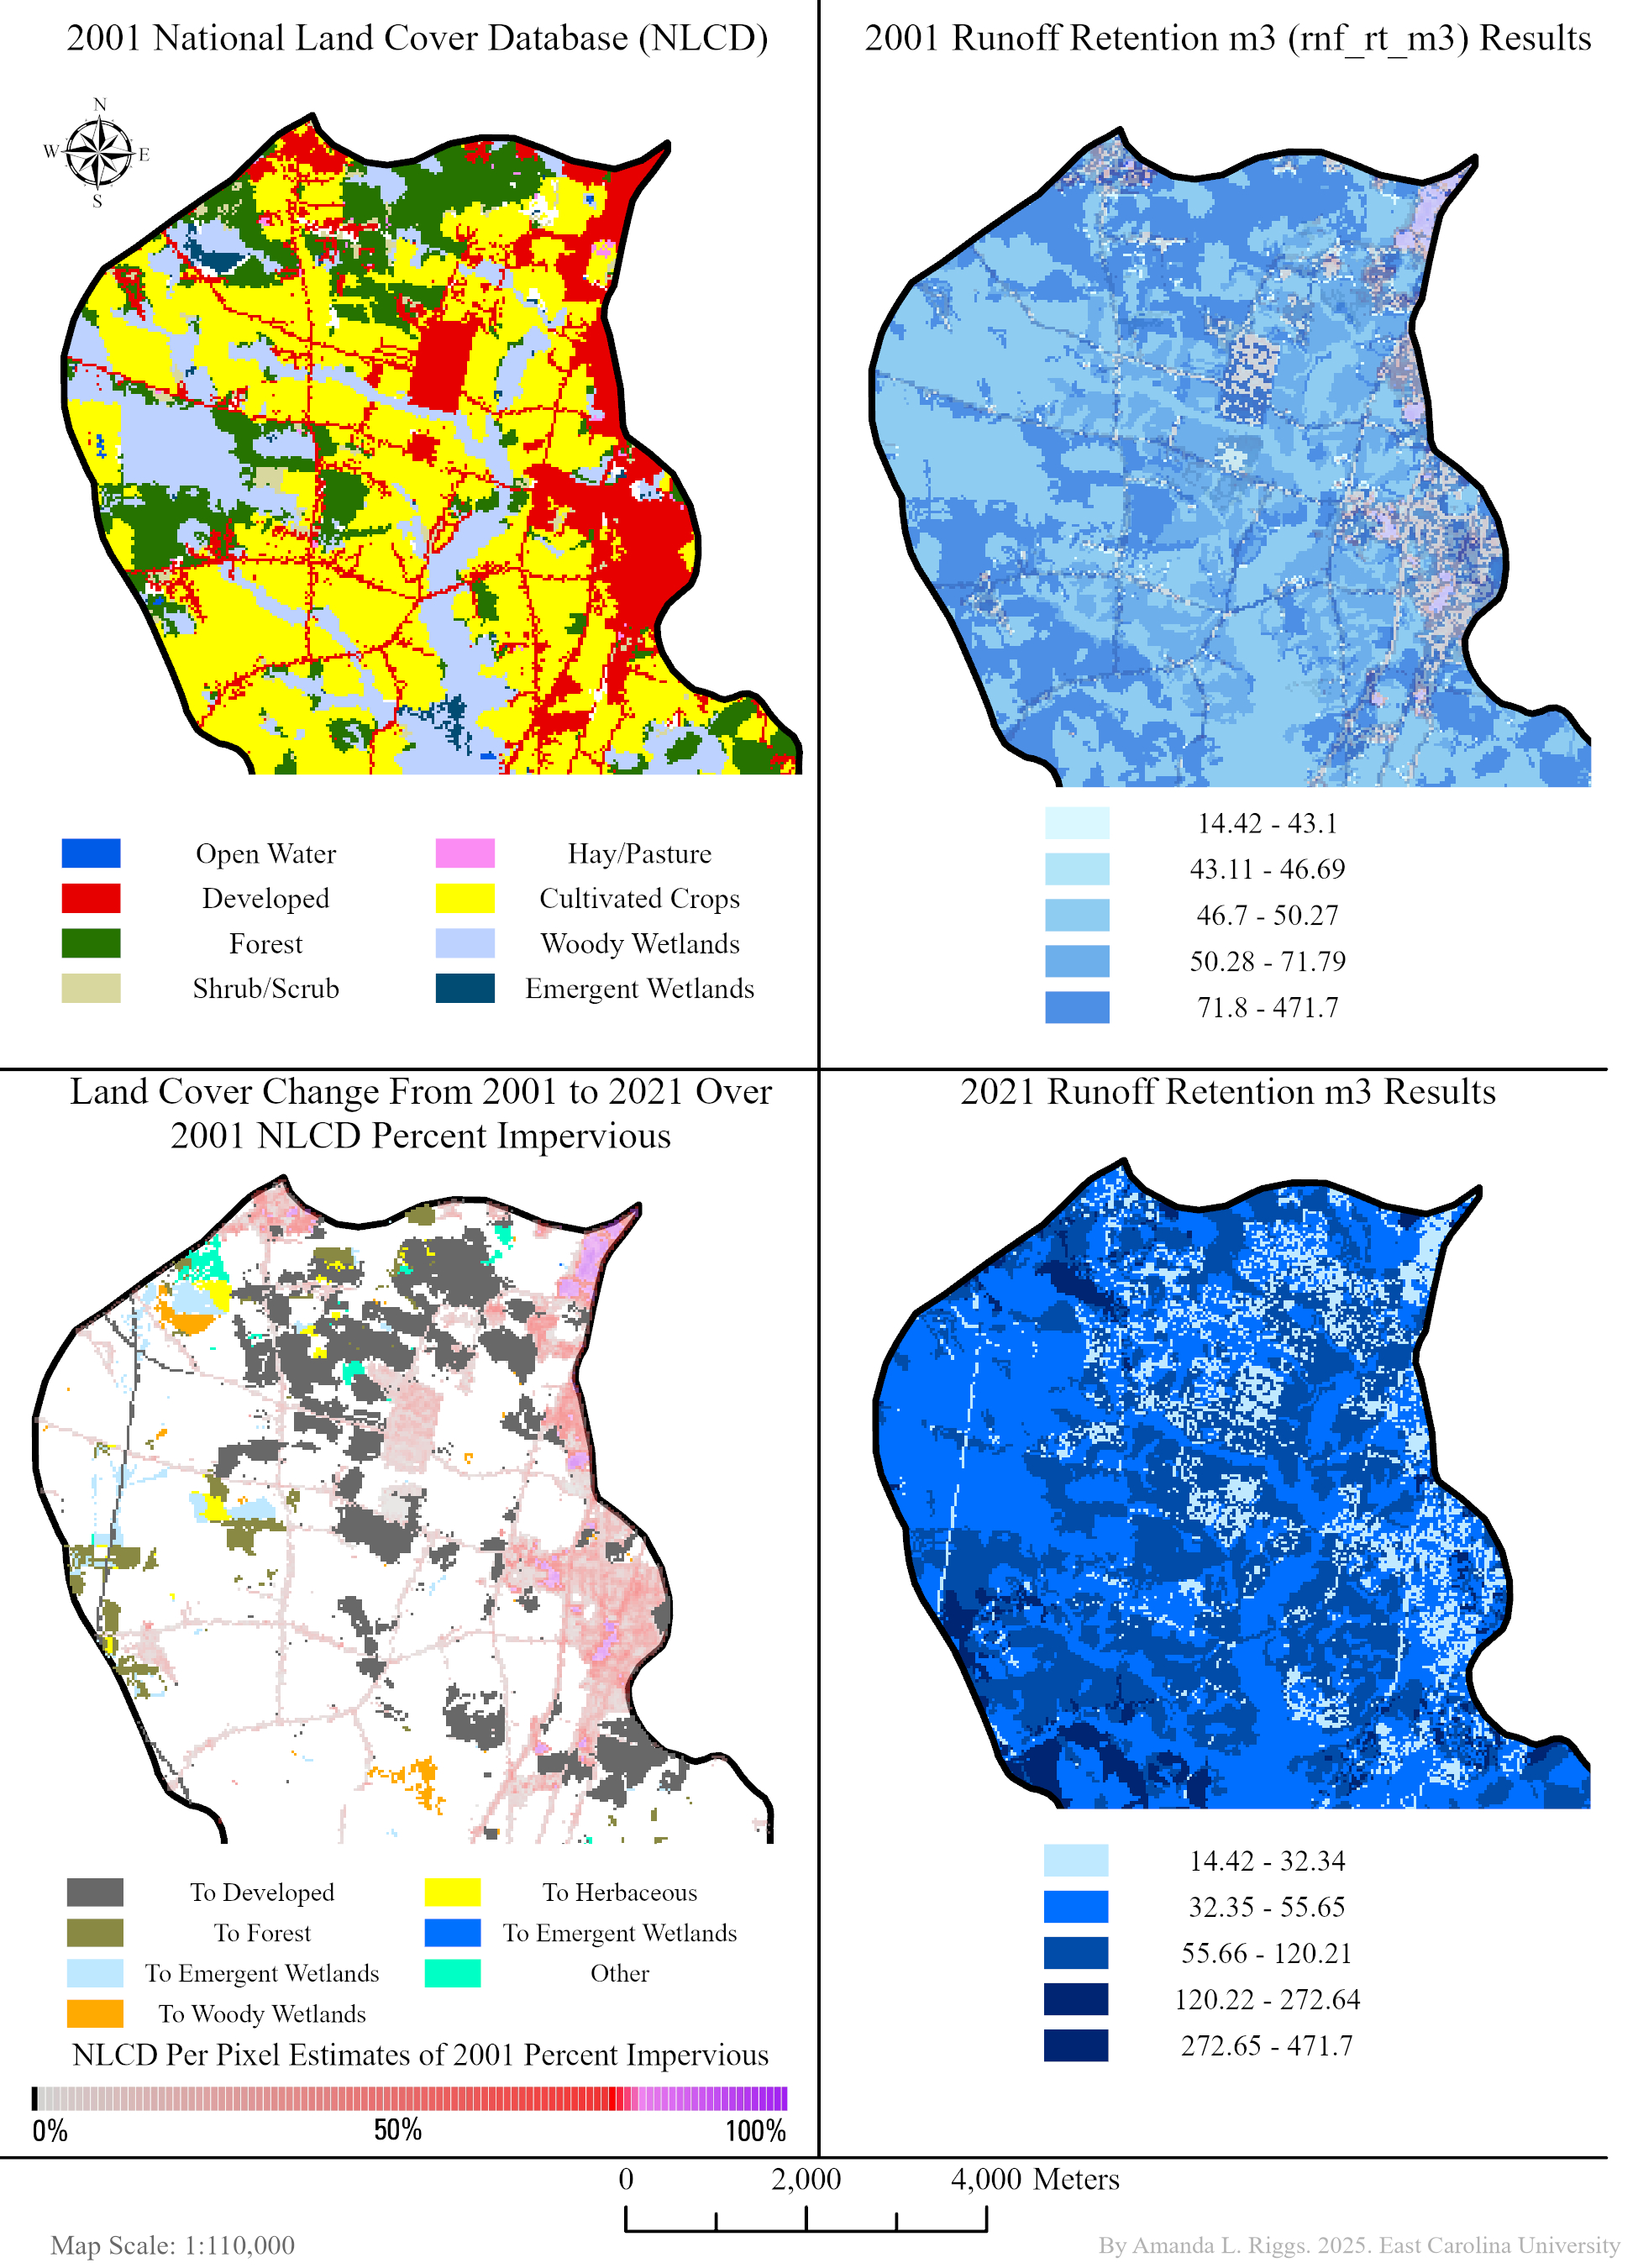 2001 National Land Cover Database (NLCD)
N
W E
S
Open Water
Developed
Forest
Shrub/Scrub
Hay/Pasture
Cultivated Crops
Woody Wetlands
Emergent Wetlands
2001 Runoff Retention m3 (rnf_rt_m3) Results
14.42 - 43.1
43.11 - 46.69
46.7 - 50.27
50.28 - 71.79
71.8 - 471.7
Land Cover Change From 2001 to 2021 Over
2001 NLCD Percent Impervious
To Developed
To Forest
To Emergent Wetlands
To Woody Wetlands
To Herbaceous
To Emergent Wetlands
Other
NLCD Per Pixel Estimates of 2001 Percent Impervious
0% 50% 100%
2021 Runoff Retention m3 Results
14.42 - 32.34
32.35 - 55.65
55.66 - 120.21
120.22 - 272.64
272.65 - 471.7
0 2,000 4,000 Meters
Map Scale: 1:110,000
By Amanda L. Riggs. 2025. East Carolina University